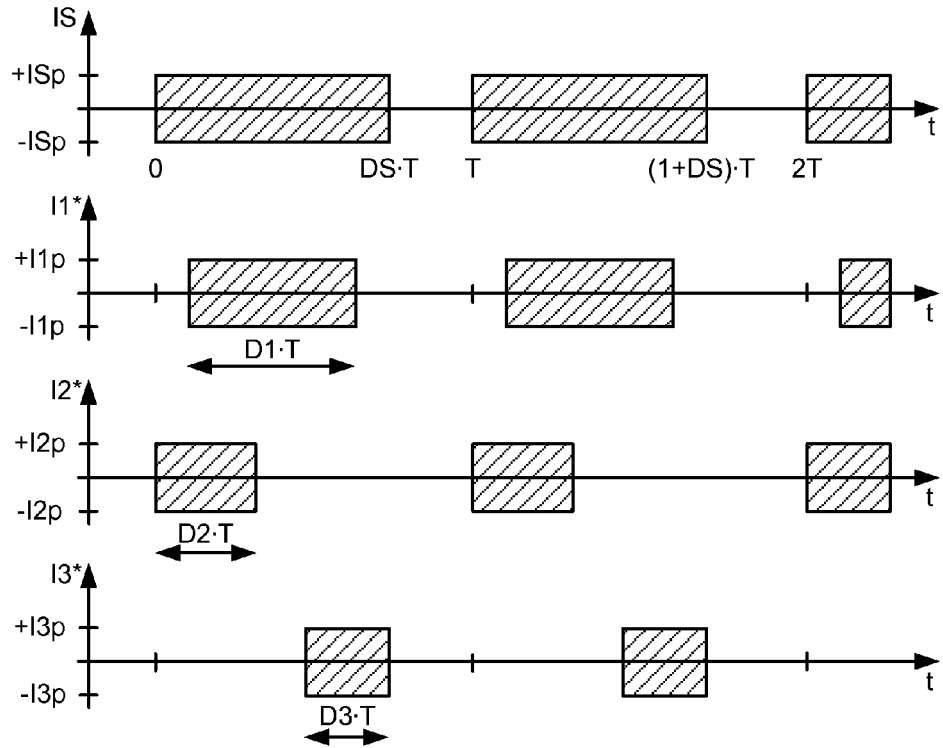 IS
+ISp
-ISp
t
0 DS·T T (1+DS)·T 2T
I1*
+I1p
-I1p
t
D1·T
I2*
+I2p
-I2p
t
D2·T
I3*
+I3p
-I3p
t
D3·T